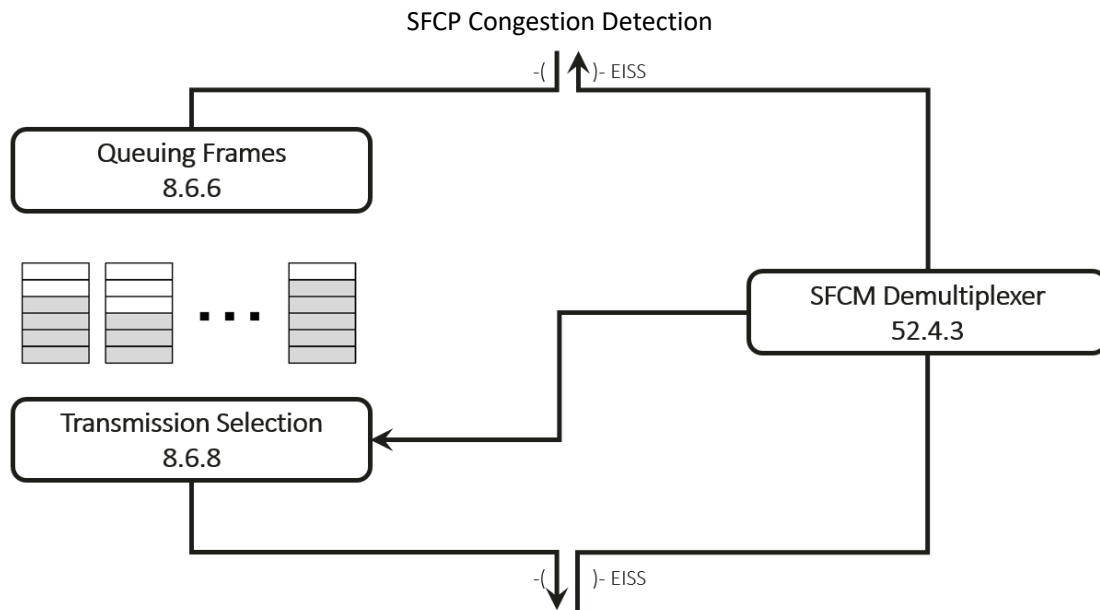 SFCP Congestion Detection
-( )- EISS
Queuing Frames
8.6.6
SFCM Demultiplexer
52.4.3
Transmission Selection
8.6.8
-( )- EISS